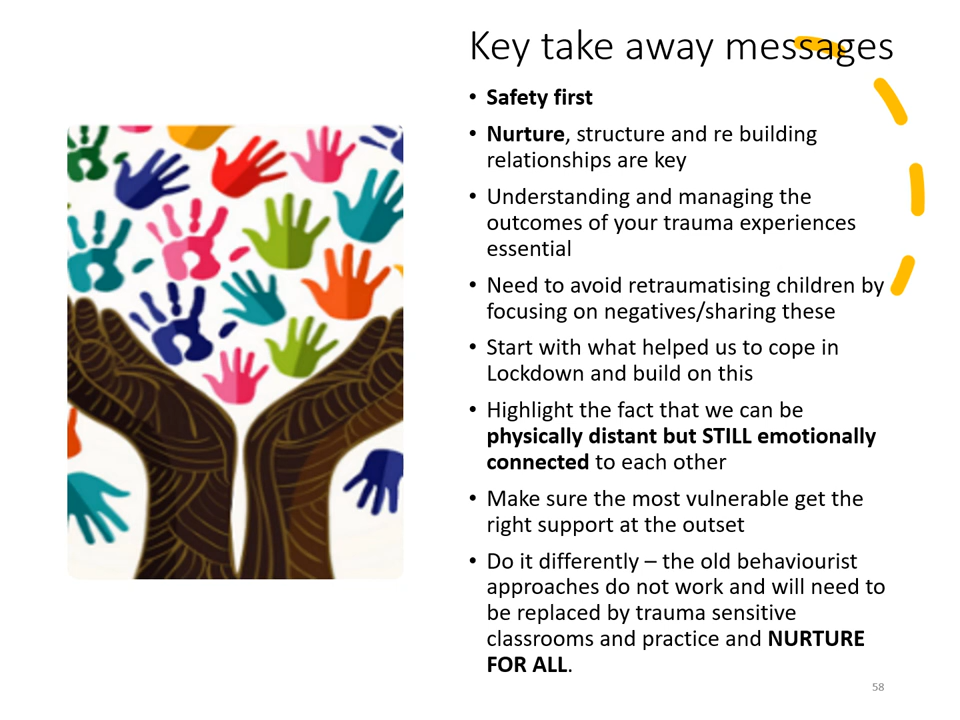 Key take away messages
• Safety first
• Nurture, structure and re building
relationships are key
• Understanding and managing the
outcomes of your trauma experiences
essential
• Need to avoid retraumatising children by
focusing on negatives/sharing these
• Start with what helped us to cope in
Lockdown and build on this
• Highlight the fact that we can be
physically distant but STILL emotionally
connected to each other
• Make sure the most vulnerable get the
right support at the outset
• Do it differently – the old behaviourist
approaches do not work and will need to
be replaced by trauma sensitive
classrooms and practice and NURTURE
FOR ALL.
58